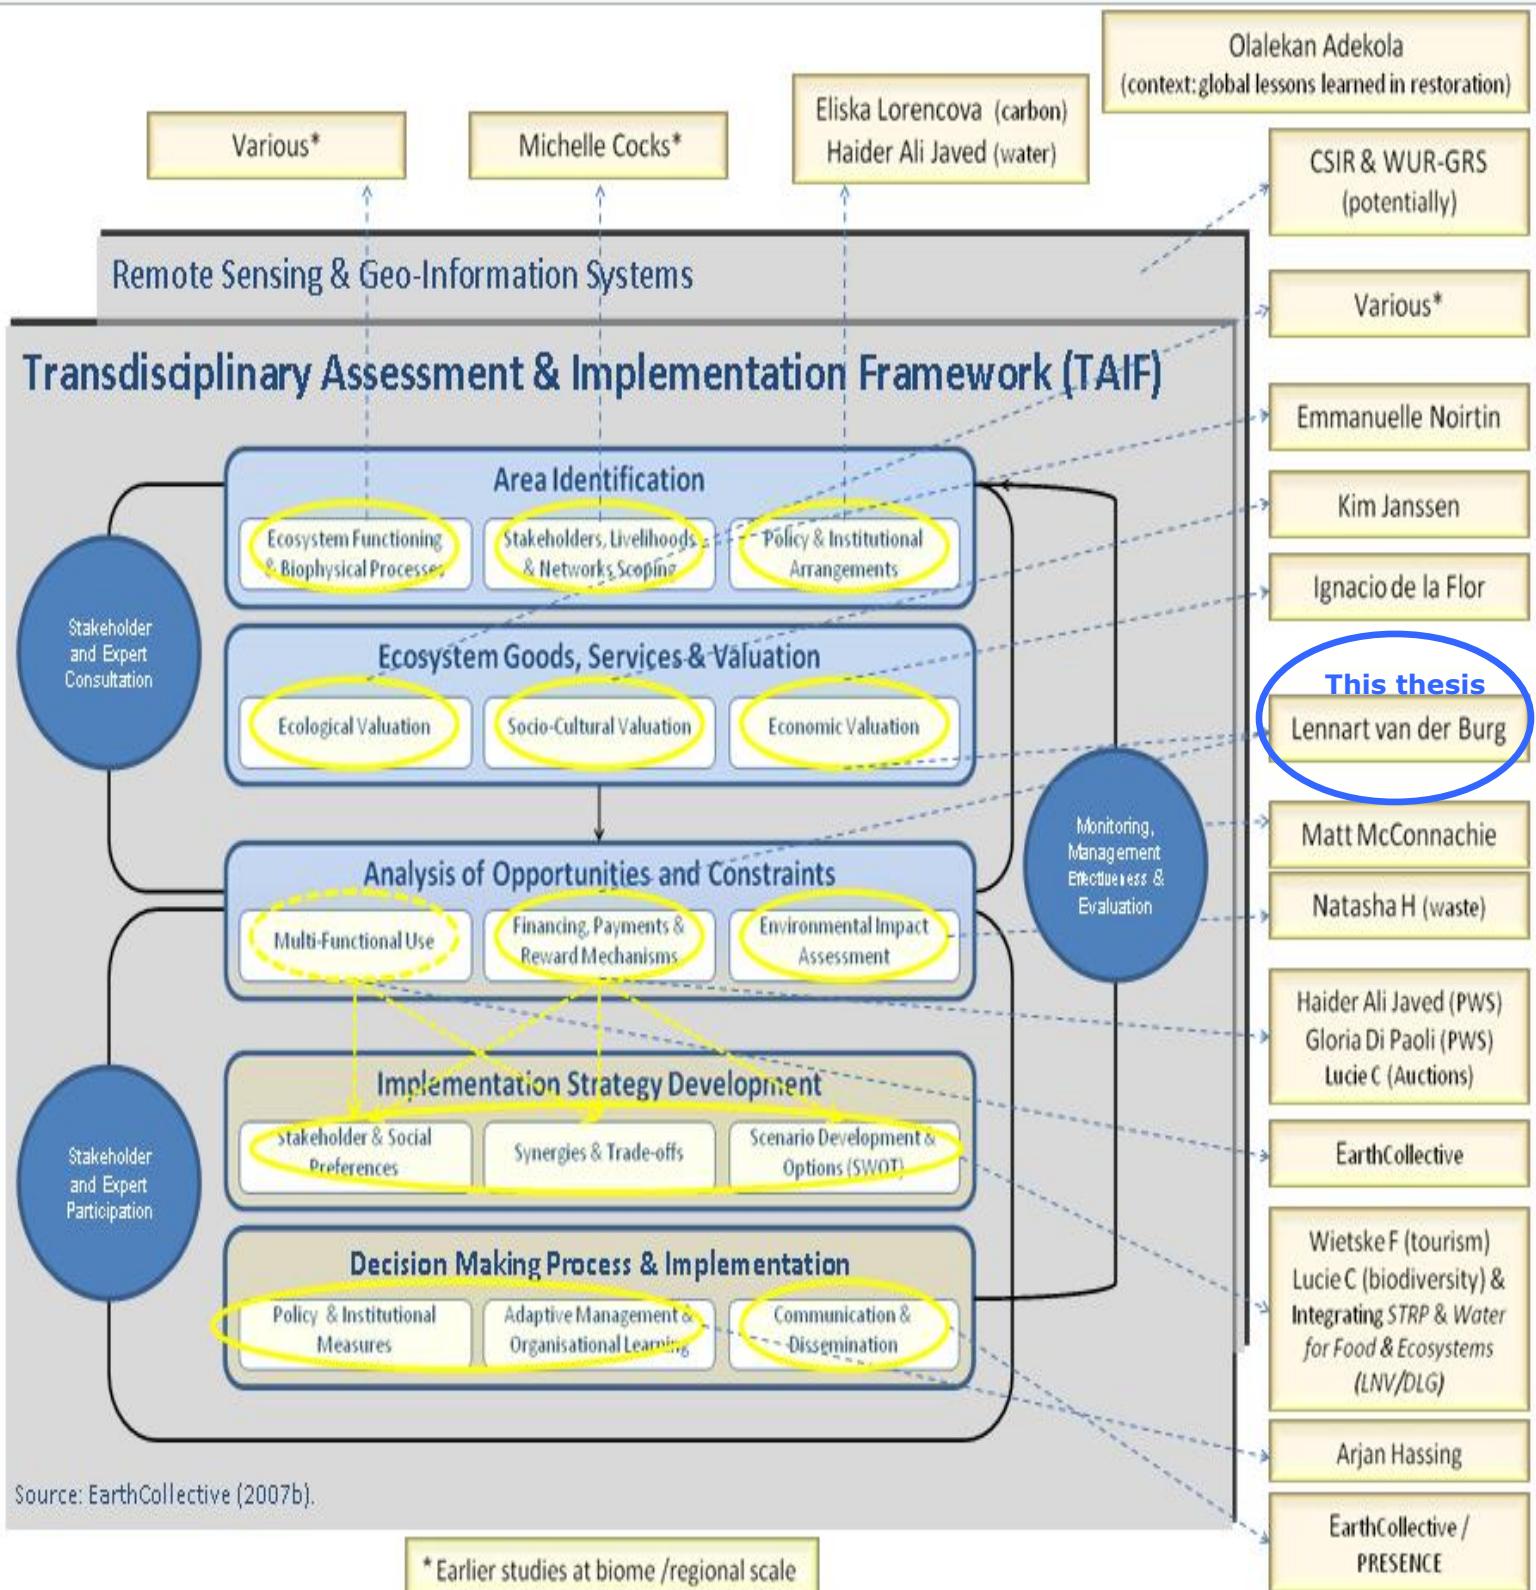 Olalekan Adekola
(context: global lessons learned in restoration)
Various*
Michelle Cocks*
Eliska Lorencova (carbon)
Haider Ali Javed (water)
CSIR & WUR-GRS
(potentially)
Remote Sensing & Geo-Information Systems
Various*
Transdisciplinary Assessment & Implementation Framework (TAIF)
Emmanuelle Noirtin
Kim Janssen
Ignacio de la Flor
This thesis
Lennart van der Burg
Matt McConnachie
Natasha H (waste)
Haider Ali Javed (PWS)
Gloria Di Paoli (PWS)
Lucie C (Auctions)
EarthCollective
Wietske F (tourism)
Lucie C (biodiversity) &
Integrating STRP & Water
for Food & Ecosystems
(LNV/DLG)
Arjan Hassing
EarthCollective /
PRESENCE
Area Identification
Ecosystem Functioning
& Biophysical Processes
Stakeholders, Livelihoods
& Networks Scoping
Policy & Institutional
Arrangements
Stakeholder
and Expert
Consultation
Ecosystem Goods, Services & Valuation
Ecological Valuation
Socio-Cultural Valuation
Economic Valuation
Monitoring,
Management
Effectiveness &
Evaluation
Analysis of Opportunities and Constraints
Multi-Functional Use
Financing, Payments &
Reward Mechanisms
Environmental Impact
Assessment
Implementation Strategy Development
Stakeholder & Social
Preferences
Synergies & Trade-offs
Scenario Development &
Options (SWOT)
Stakeholder
and Expert
Participation
Decision Making Process & Implementation
Policy & Institutional
Measures
Adaptive Management &
Organisational Learning
Communication &
Dissemination
Source: EarthCollective (2007b).
* Earlier studies at biome /regional scale